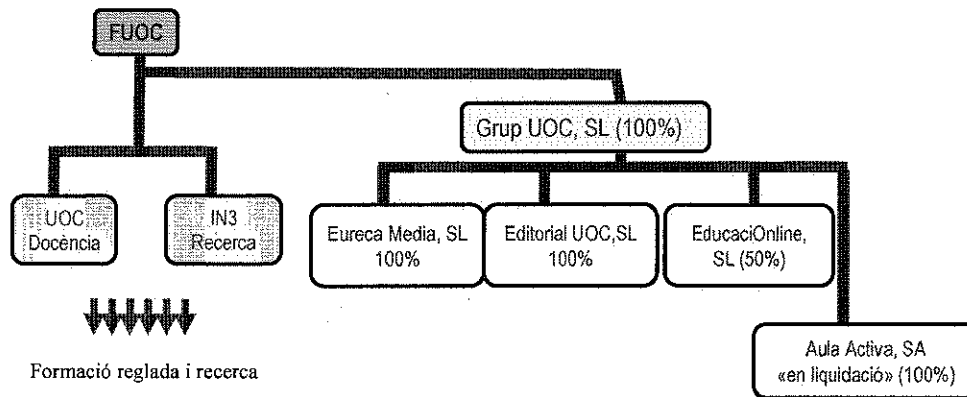 FUOC
Grup UOC, SL (100%)
UOC
Docència
IN3
Recerca
Eureca Media, SL
100%
Editorial UOC,SL
100%
EducaciOnline,
SL (50%)
Formació reglada i recerca
Aula Activa, SA
«en liquidació» (100%)